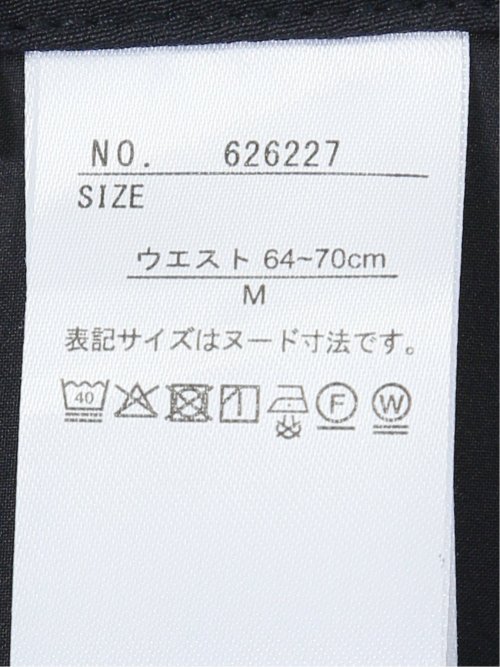 NO. 626227
SIZE
ウエスト 64~70cm
M
表記サイズはヌード寸法です。
40 F W